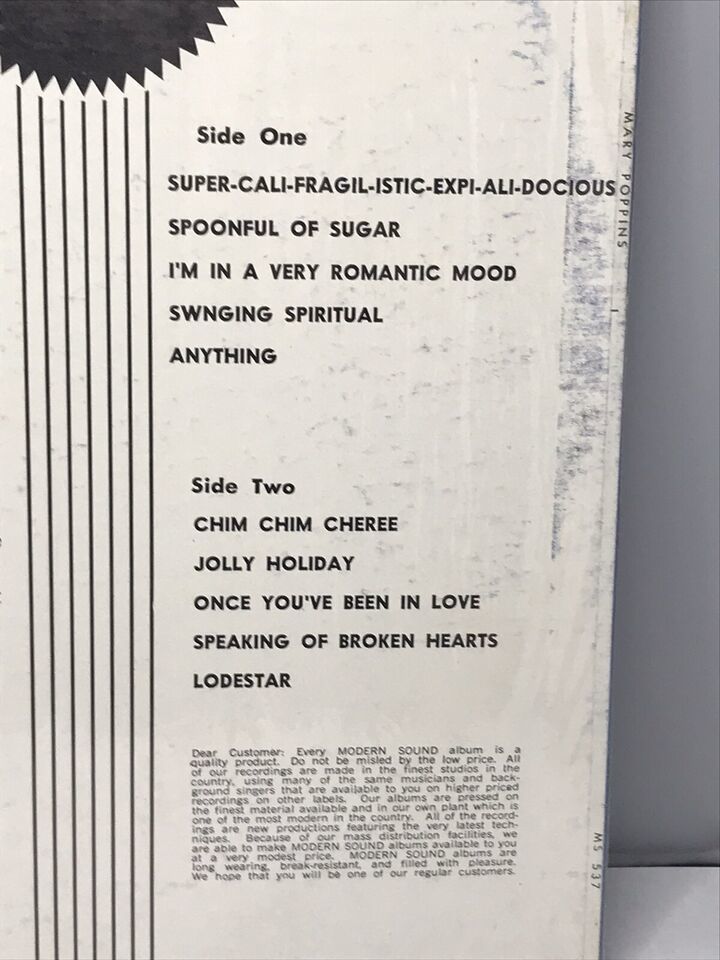 Side One
SUPER-CALI-FRAGIL-ISTIC-EXPI-ALI-DOCIOUS
SPOONFUL OF SUGAR
I'M IN A VERY ROMANTIC MOOD
SWNGING SPIRITUAL
ANYTHING
Side Two
CHIM CHIM CHEREE
JOLLY HOLIDAY
ONCE YOU'VE BEEN IN LOVE
SPEAKING OF BROKEN HEARTS
LODESTAR
Dear Customer: Every MODERN SOUND album is a
quality product. Do not be misled by the low price. All
of our recordings are made in the finest studios in the
country, using many of the same musicians and back-
ground singers that are available to you on higher priced
recordings on other labels. Our albums are pressed on
the finest material available and in our own plant which is
one of the most modern in the country. All of the record-
ings are new productions featuring the very latest tech-
niques. Because of our mass distribution facilities, we
are able to make MODERN SOUND albums available to you
at a very modest price. MODERN SOUND albums are
long wearing, break-resistant, and filled with pleasure.
We hope that you will be one of our regular customers.
MARY POPPINS
MS 537